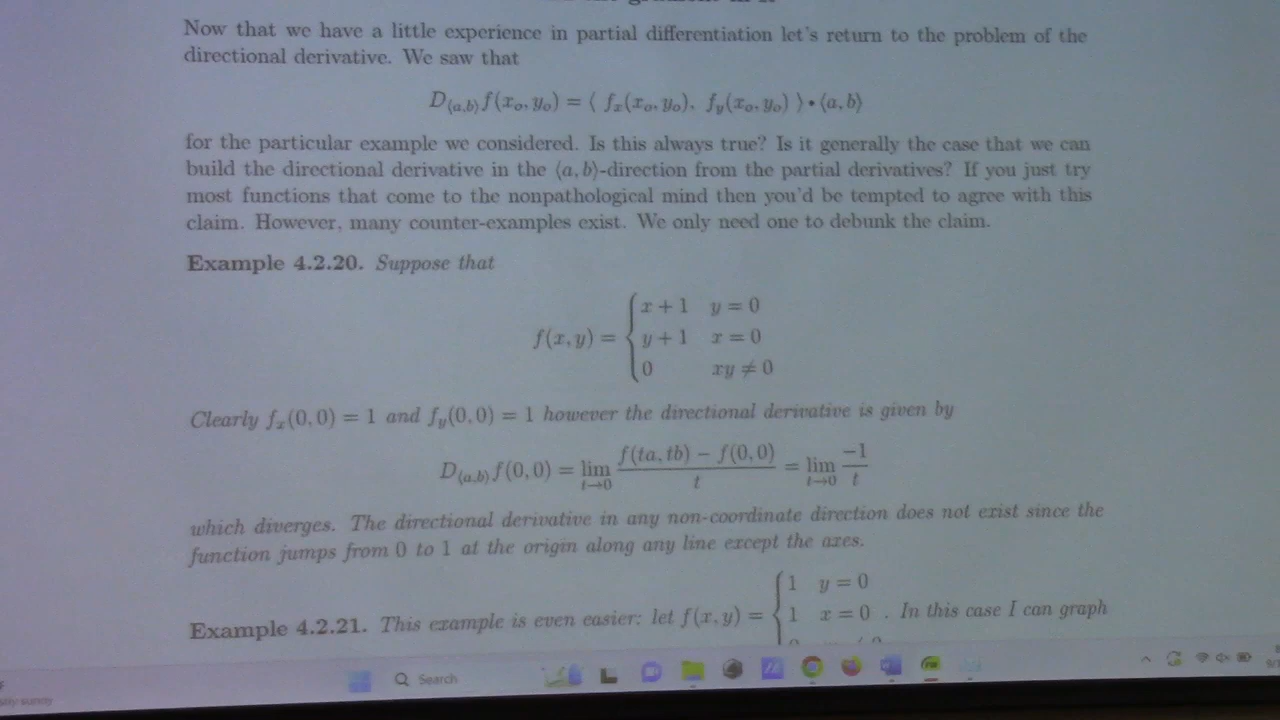 Now that we have a little experience in partial differentiation let's return to the problem of the
directional derivative. We saw that
D⟨a,b⟩f(xo, yo) = ⟨ fx(xo, yo), fy(xo, yo) ⟩ • ⟨a, b⟩
for the particular example we considered. Is this always true? Is it generally the case that we can
build the directional derivative in the ⟨a, b⟩-direction from the partial derivatives? If you just try
most functions that come to the nonpathological mind then you'd be tempted to agree with this
claim. However, many counter-examples exist. We only need one to debunk the claim.
Example 4.2.20. Suppose that
f(x, y) = { x + 1 y = 0
y + 1 x = 0
0 xy ≠ 0
Clearly fx(0, 0) = 1 and fy(0, 0) = 1 however the directional derivative is given by
D⟨a,b⟩f(0, 0) = lim t→0 f(ta, tb) − f(0, 0) / t = lim t→0 −1 / t
which diverges. The directional derivative in any non-coordinate direction does not exist since the
function jumps from 0 to 1 at the origin along any line except the axes.
Example 4.2.21. This example is even easier: let f(x, y) = { 1 y = 0
1 x = 0 . In this case I can graph
Search
sunny